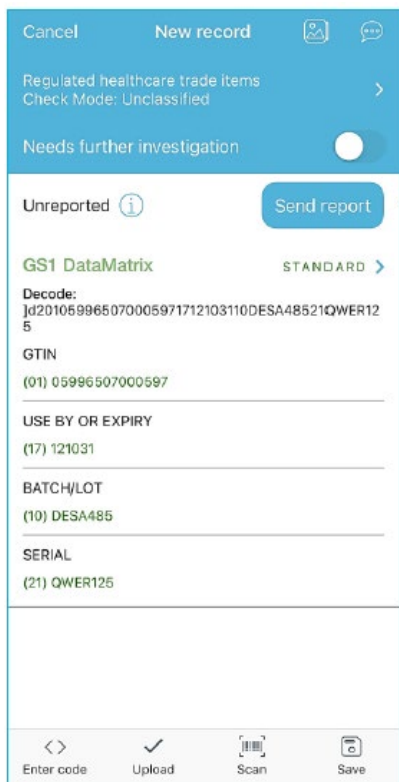 Cancel New record
Regulated healthcare trade items
Check Mode: Unclassified
Needs further investigation
Unreported Send report
GS1 DataMatrix STANDARD
Decode:
]d201059965070005971712103110DESA48521QWER12
5
GTIN
(01) 05996507000597
USE BY OR EXPIRY
(17) 121031
BATCH/LOT
(10) DESA485
SERIAL
(21) QWER125
Enter code Upload Scan Save